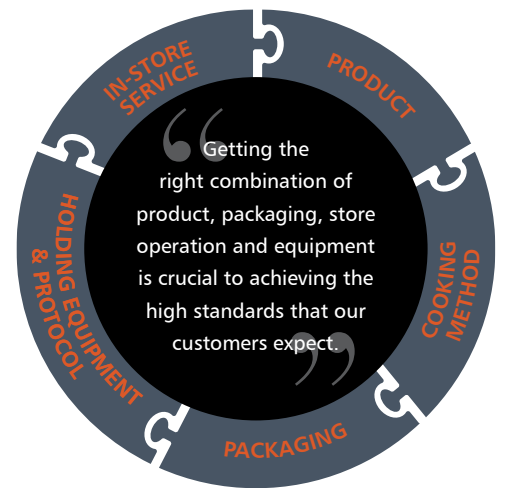 IN-STORE
SERVICE
PRODUCT
COOKING
METHOD
PACKAGING
HOLDING EQUIPMENT
& PROTOCOL
“Getting the
right combination of
product, packaging, store
operation and equipment
is crucial to achieving the
high standards that our
customers expect.”